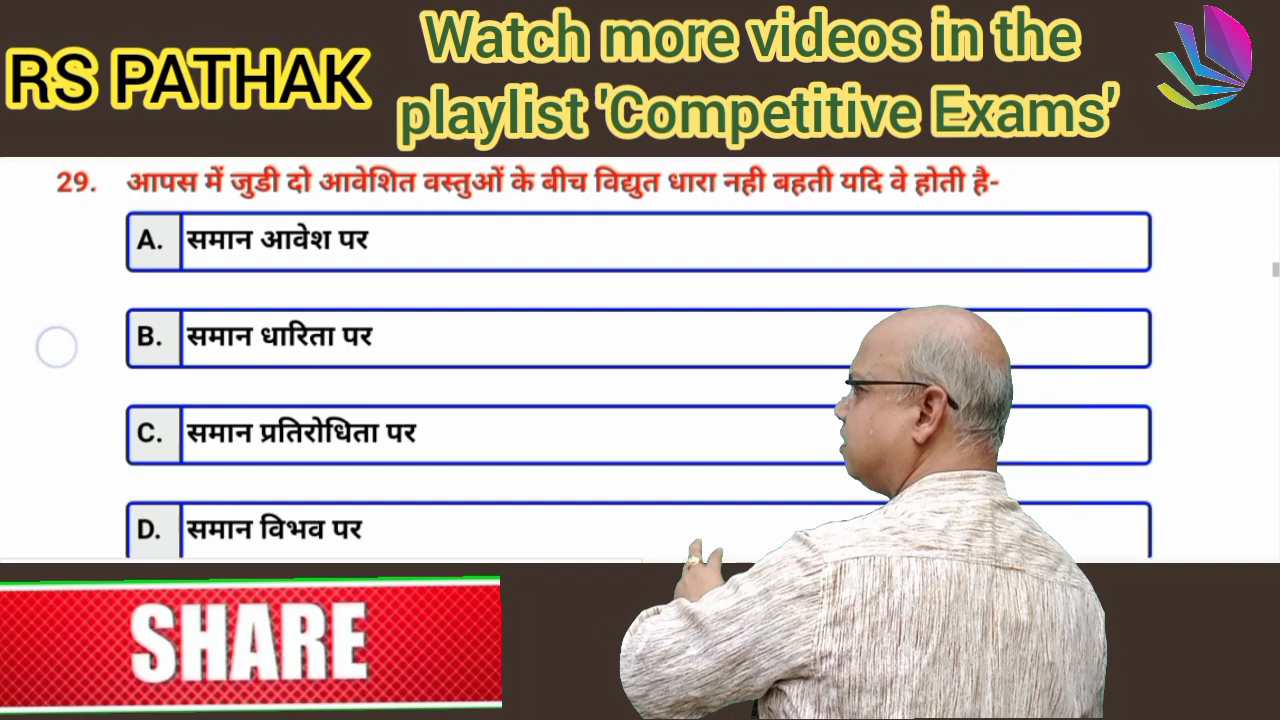 RS PATHAK
Watch more videos in the
playlist 'Competitive Exams'
29. आपस में जुडी दो आवेशित वस्तुओं के बीच विद्युत धारा नही बहती यदि वे होती है-
A. समान आवेश पर
B. समान धारिता पर
C. समान प्रतिरोधिता पर
D. समान विभव पर
SHARE